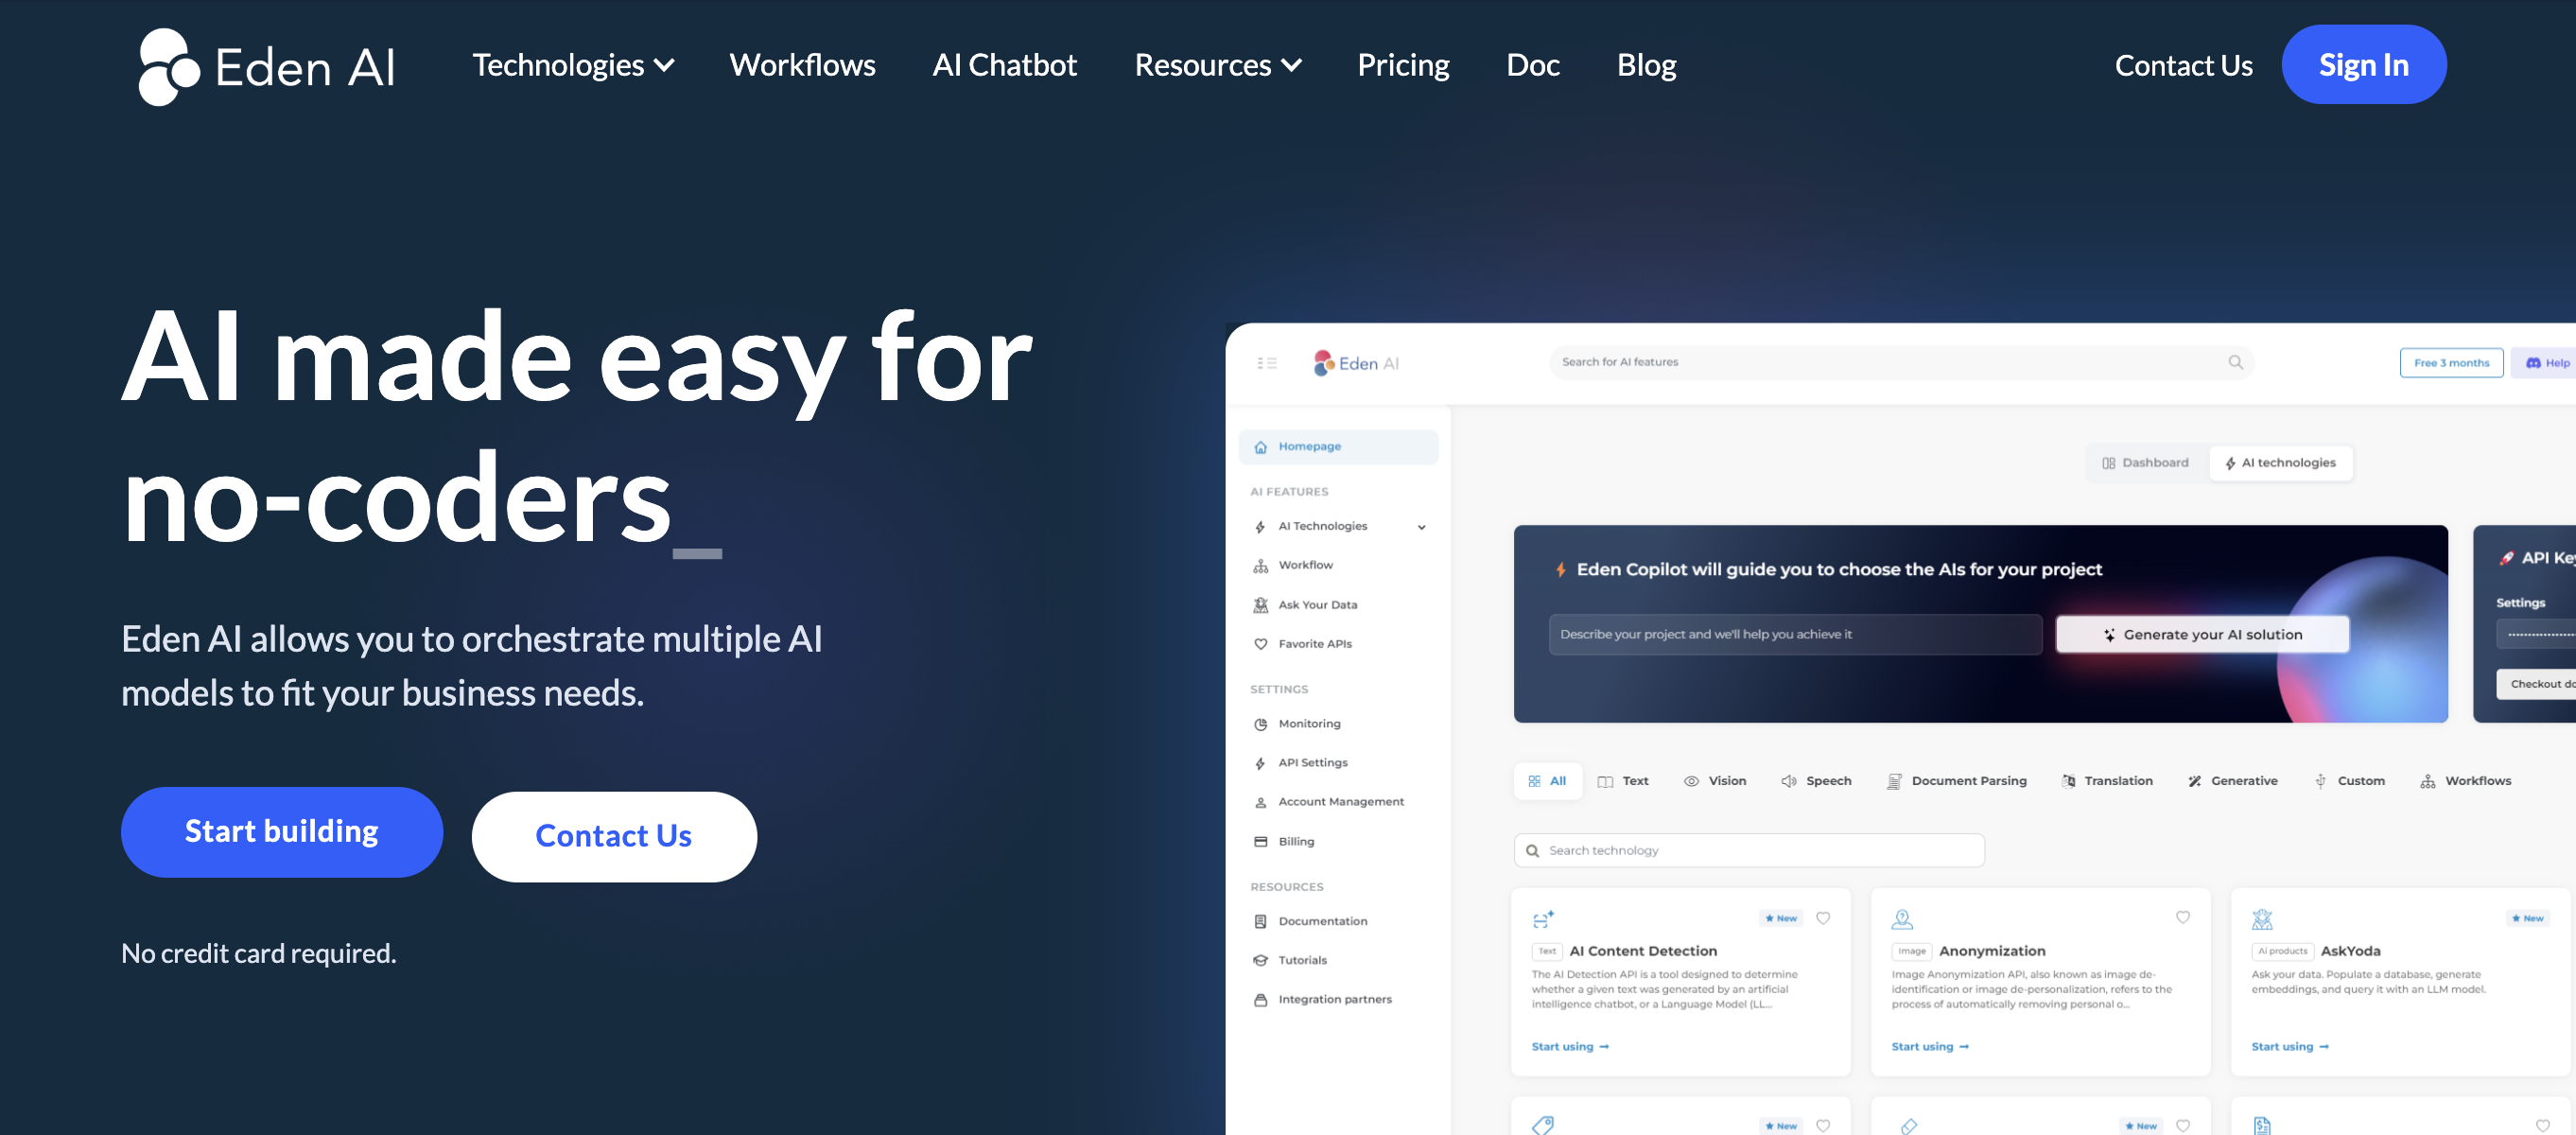 Eden AI
Technologies
Workflows
AI Chatbot
Resources
Pricing
Doc
Blog
Contact Us
Sign In
AI made easy for
no-coders_
Eden AI allows you to orchestrate multiple AI
models to fit your business needs.
Start building
Contact Us
No credit card required.
Eden AI
Search for AI features
Free 3 months
Help
Homepage
AI FEATURES
AI Technologies
Workflow
Ask Your Data
Favorite APIs
SETTINGS
Monitoring
API Settings
Account Management
Billing
RESOURCES
Documentation
Tutorials
Integration partners
Dashboard
AI technologies
Eden Copilot will guide you to choose the AIs for your project
Describe your project and we'll help you achieve it
Generate your AI solution
API
Settings
Checkout
All
Text
Vision
Speech
Document Parsing
Translation
Generative
Custom
Workflows
Search technology
New
Text AI Content Detection
The AI Detection API is a tool designed to determine
whether a given text was generated by an artificial
intelligence chatbot, or a Language Model (LL...
Start using
Image Anonymization
Image Anonymization API, also known as image de-
identification or image de-personalization, refers to the
process of automatically removing personal o...
Start using
New
AI products AskYoda
Ask your data. Populate a database, generate
embeddings, and query it with an LLM model.
Start using
New
New